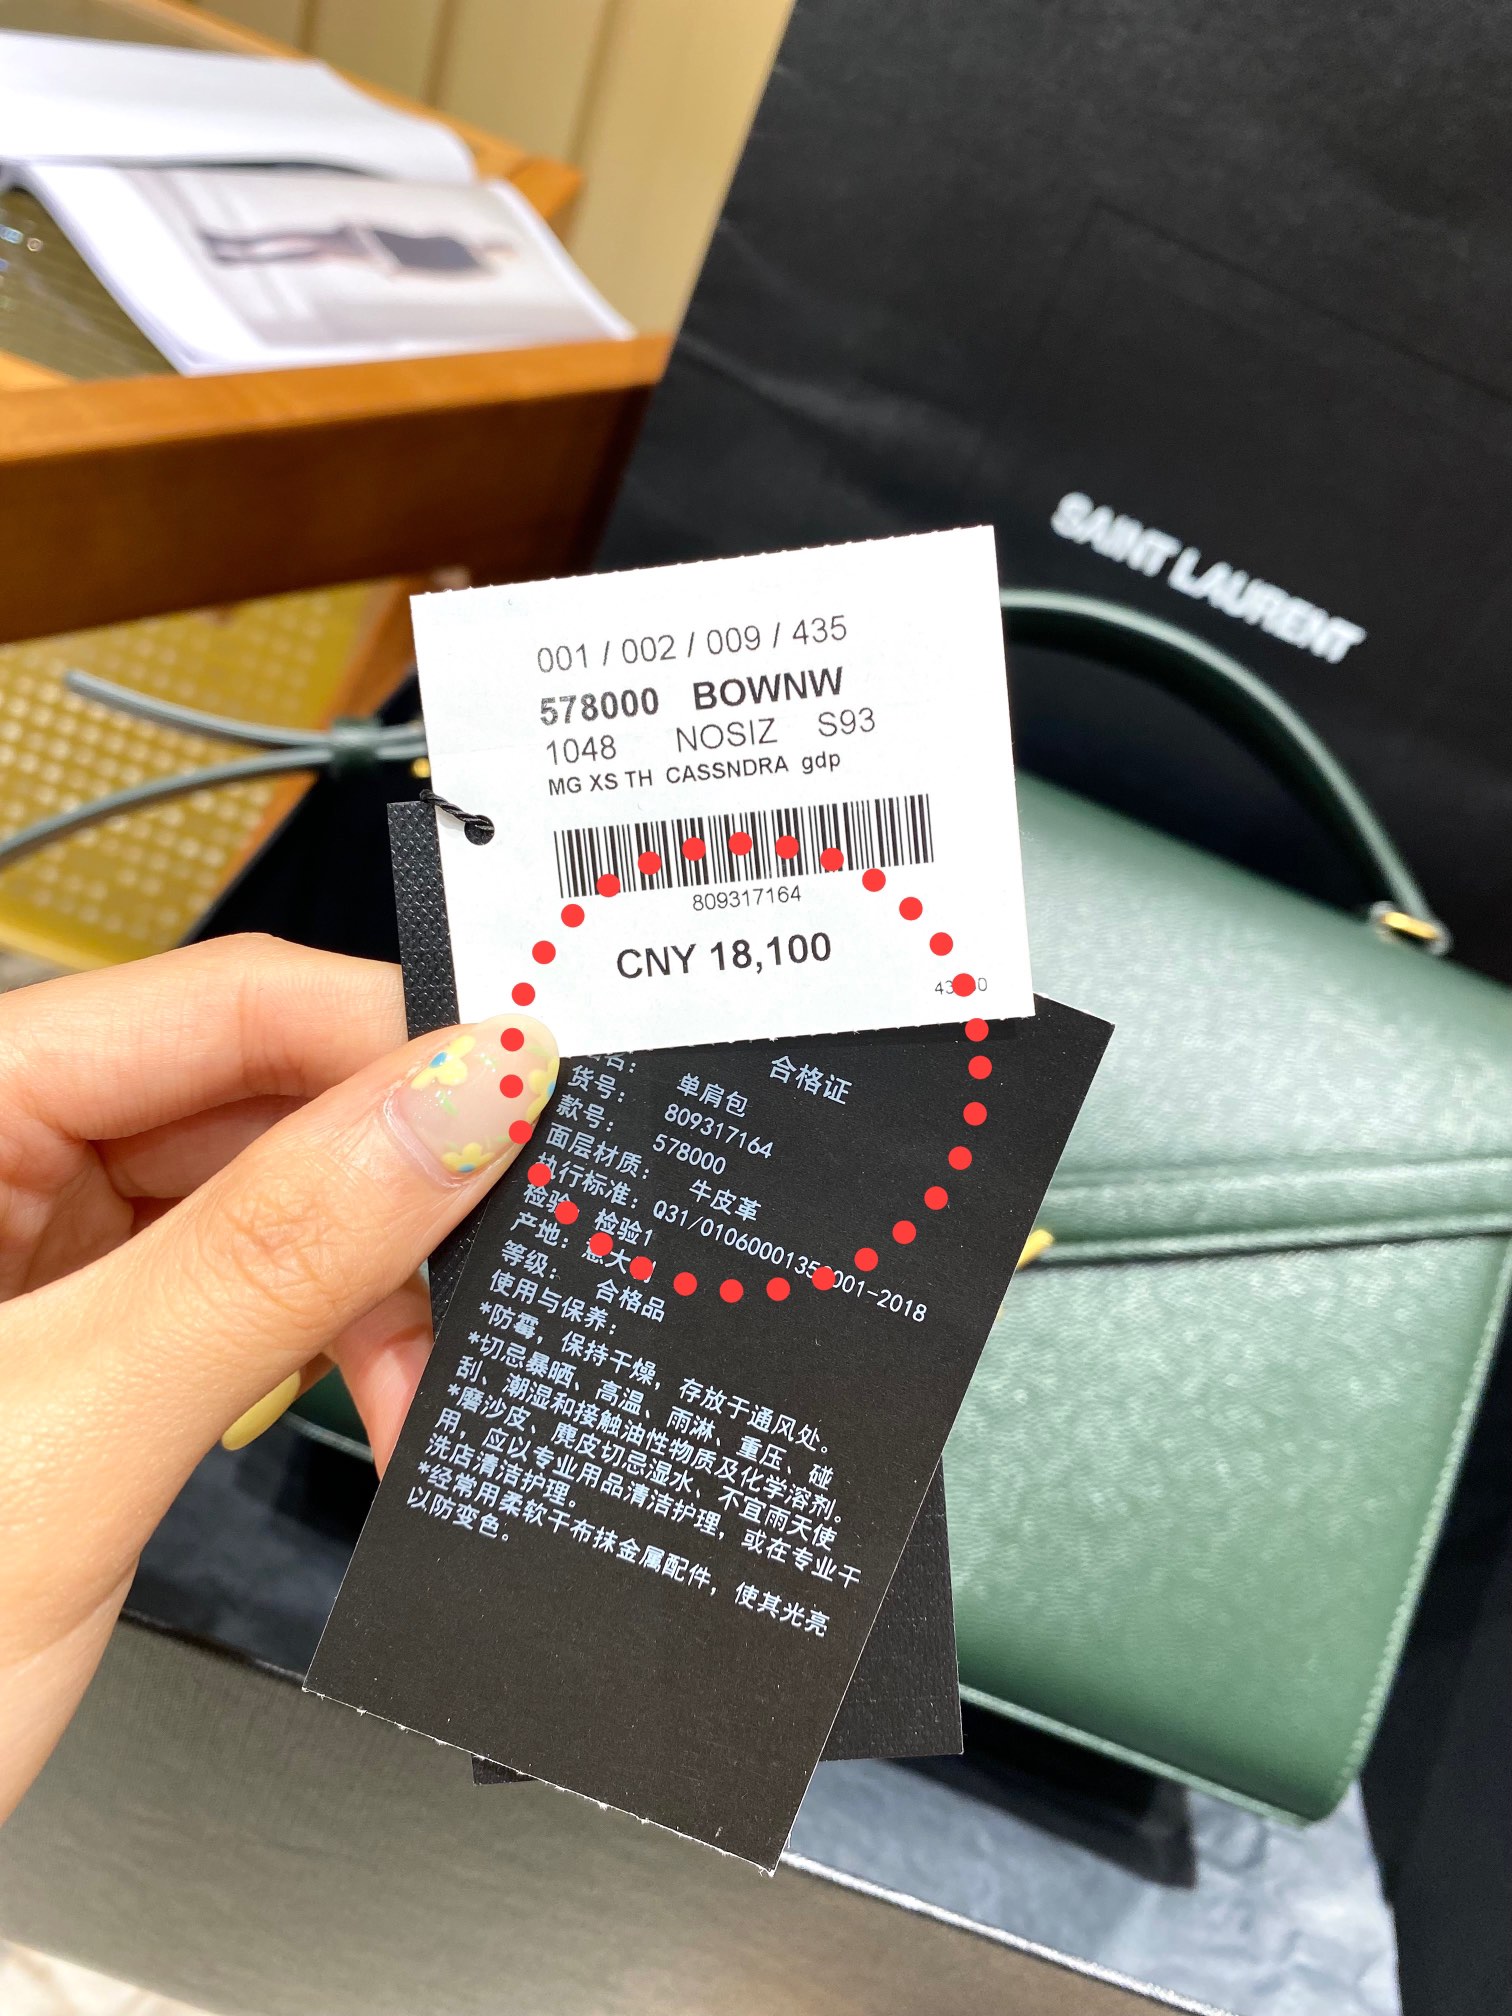 SAINT LAURENT
001 / 002 / 009 / 435
578000 BOWNW
1048 NOSIZ S93
MG XS TH CASSNDRA gdp
809317164
CNY 18,100
合格证
名： 单肩包
货号： 809317164
款号： 578000
面层材质： 牛皮革
执行标准： Q31/0106000135 001-2018
检验 检验1
产地： 意大利
等级： 合格品
使用与保养：
*防霉，保持干燥，存放于通风处。
*切忌暴晒、高温、雨淋、重压、碰
刮、潮湿和接触油性物质及化学溶剂。
*磨沙皮、麂皮切忌湿水、不宜雨天使
用，应以专业用品清洁护理，或在专业干
洗店清洁护理。
*经常用柔软干布抹金属配件，使其光亮
以防变色。